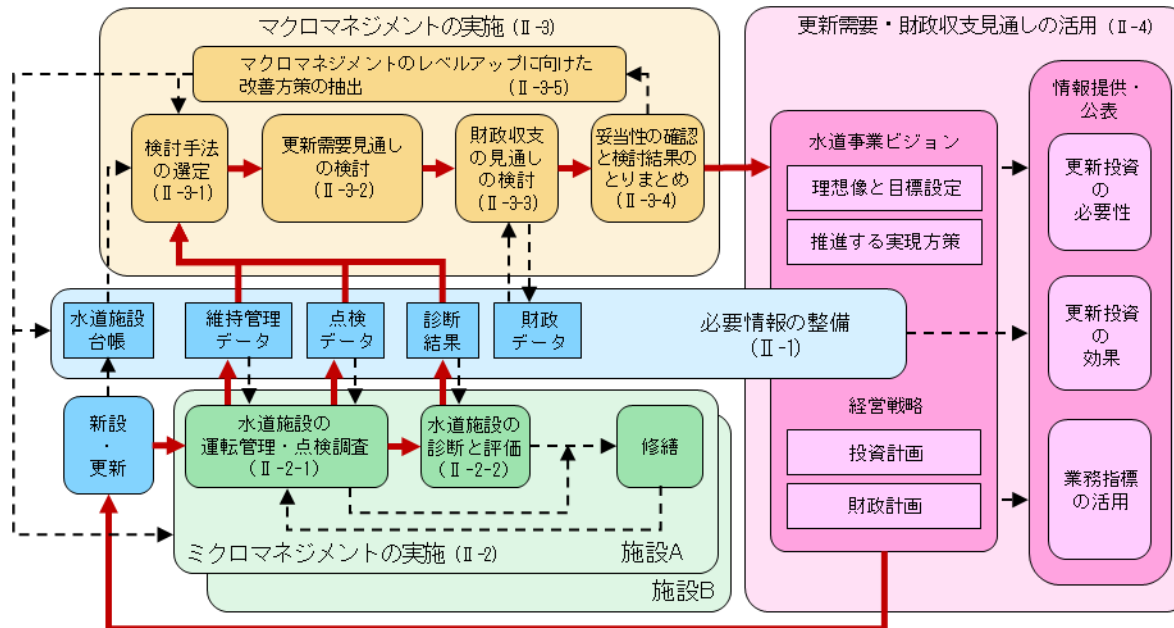 マクロマネジメントの実施(Ⅱ-3)
マクロマネジメントのレベルアップに向けた
改善方策の抽出 (Ⅱ-3-5)
検討手法
の選定
(Ⅱ-3-1)
更新需要見通し
の検討
(Ⅱ-3-2)
財政収支
の見通し
の検討
(Ⅱ-3-3)
妥当性の確認
と検討結果の
とりまとめ
(Ⅱ-3-4)
更新需要・財政収支見通しの活用(Ⅱ-4)
水道事業ビジョン
理想像と目標設定
推進する実現方策
経営戦略
投資計画
財政計画
情報提供・
公表
更新投資
の
必要性
更新投資
の
効果
業務指標
の活用
水道施設
台帳
維持管理
データ
点検
データ
診断
結果
財政
データ
必要情報の整備
(Ⅱ-1)
新設
・
更新
水道施設の
運転管理・点検調査
(Ⅱ-2-1)
水道施設の
診断と評価
(Ⅱ-2-2)
修繕
ミクロマネジメントの実施(Ⅱ-2)
施設A
施設B